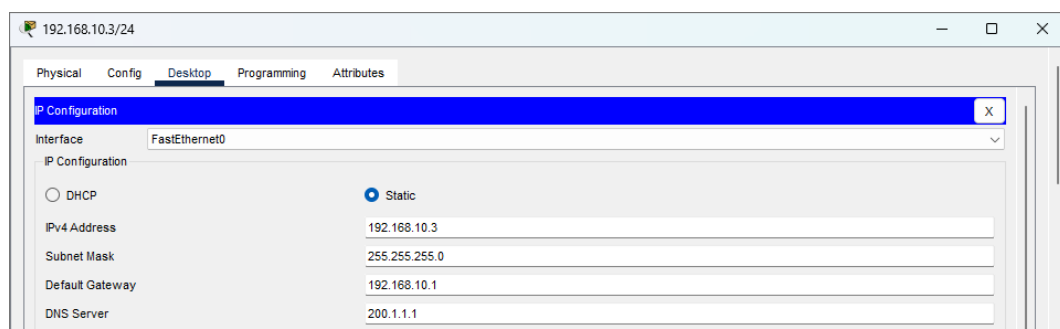 192.168.10.3/24
Physical Config Desktop Programming Attributes
IP Configuration X
Interface FastEthernet0
IP Configuration
DHCP Static
IPv4 Address 192.168.10.3
Subnet Mask 255.255.255.0
Default Gateway 192.168.10.1
DNS Server 200.1.1.1